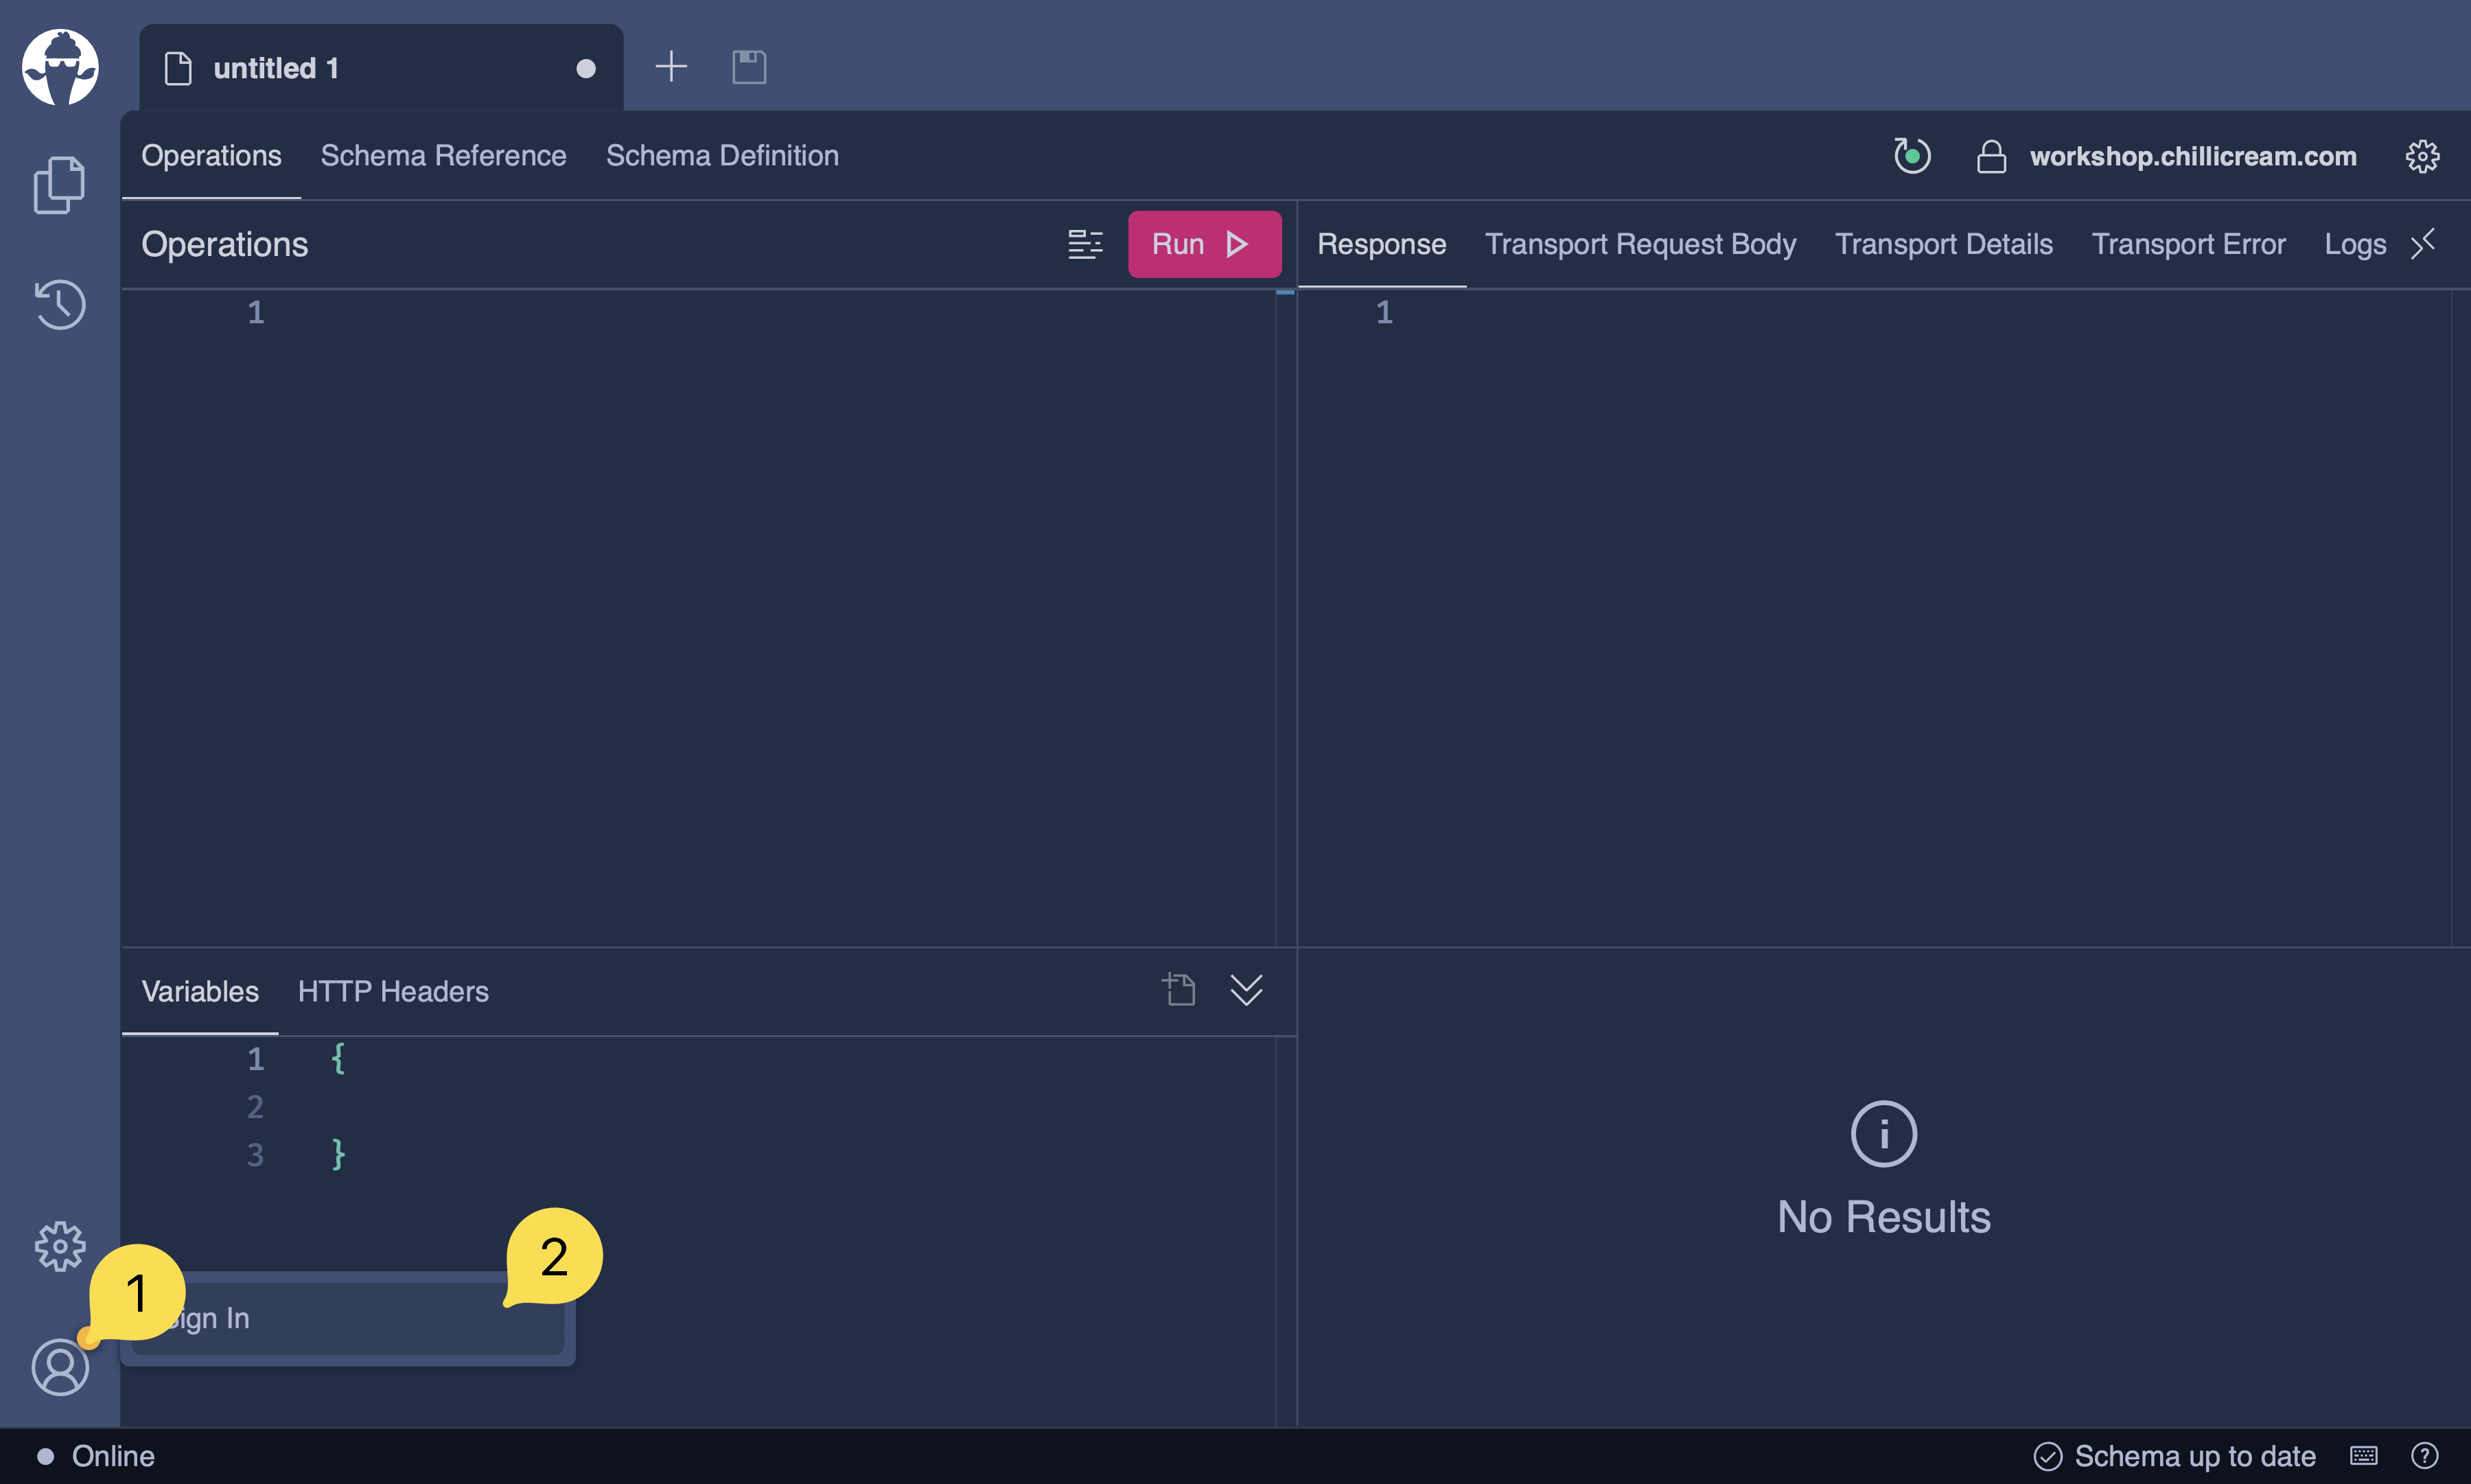 untitled 1
Operations Schema Reference Schema Definition
workshop.chillicream.com
Operations
Run
Response Transport Request Body Transport Details Transport Error Logs
1
1
Variables HTTP Headers
1 {
2
3 }
No Results
2
1
ign In
Online
Schema up to date